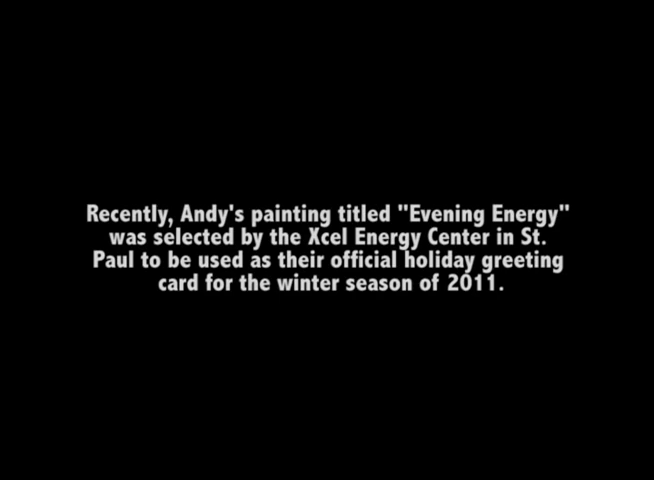 Recently, Andy's painting titled "Evening Energy"
was selected by the Xcel Energy Center in St.
Paul to be used as their official holiday greeting
card for the winter season of 2011.